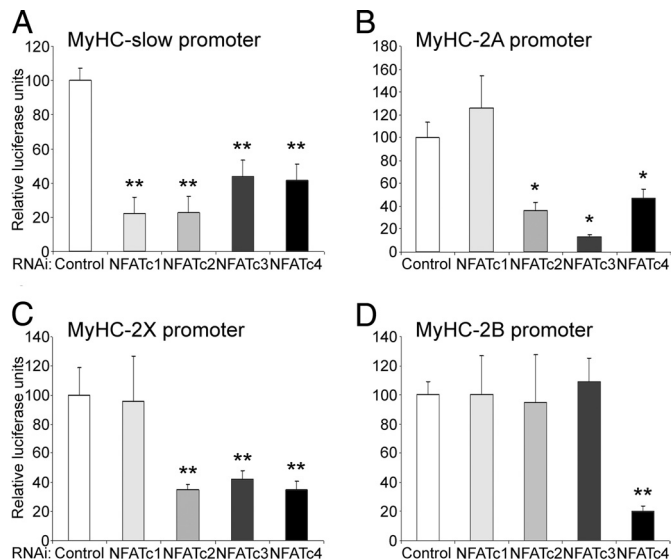 A
MyHC-slow promoter
Relative luciferase units
120
100
80
60
40
20
0
** ** ** **
RNAi: Control NFATc1 NFATc2 NFATc3 NFATc4
B
MyHC-2A promoter
180
160
140
120
100
80
60
40
20
0
* * *
Control NFATc1 NFATc2 NFATc3 NFATc4
C
MyHC-2X promoter
Relative luciferase units
140
120
100
80
60
40
20
0
** ** **
RNAi: Control NFATc1 NFATc2 NFATc3 NFATc4
D
MyHC-2B promoter
140
120
100
80
60
40
20
0
**
Control NFATc1 NFATc2 NFATc3 NFATc4